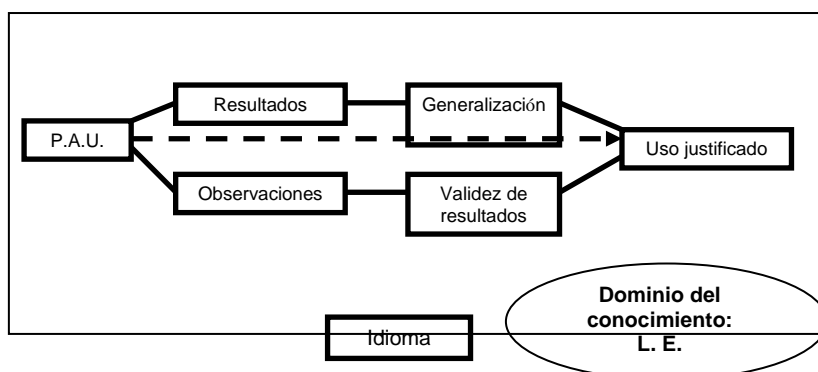 Resultados
Generalización
P.A.U.
Uso justificado
Observaciones
Validez de
resultados
Dominio del
conocimiento:
L. E.
Idioma